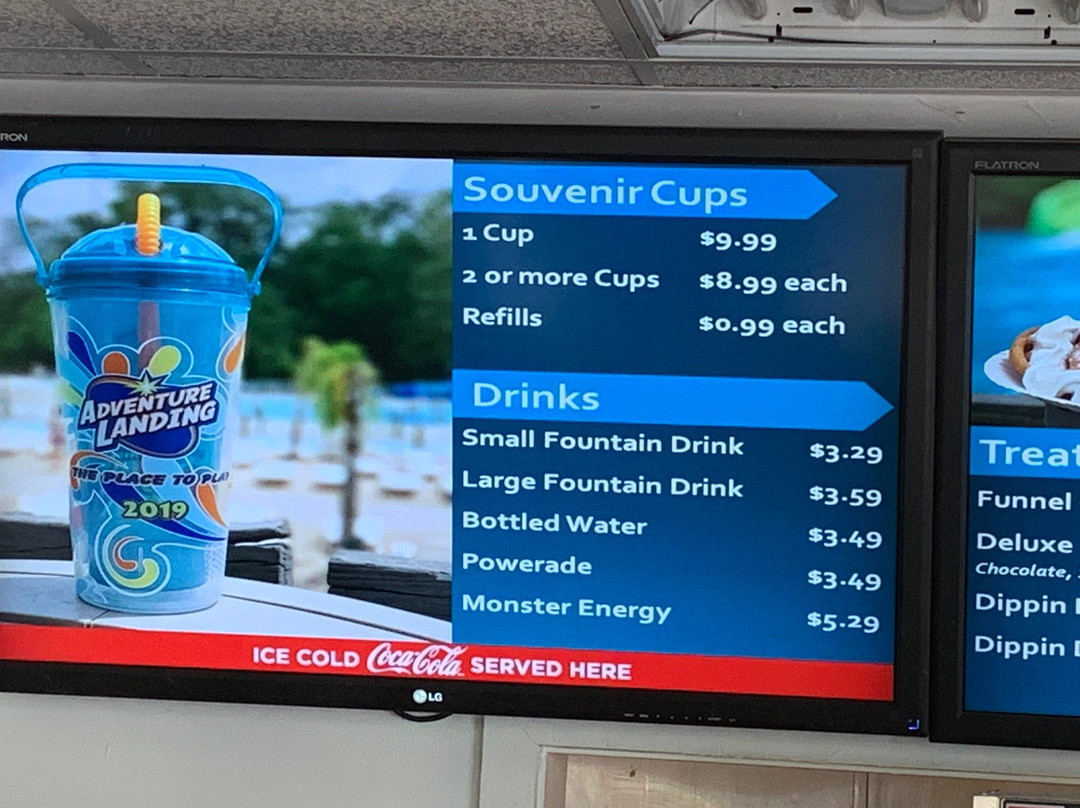 RON
FLATRON
ADVENTURE
LANDING
THE PLACE TO PLAY
2019
Souvenir Cups
1 Cup $9.99
2 or more Cups $8.99 each
Refills $0.99 each
Drinks
Small Fountain Drink $3.29
Large Fountain Drink $3.59
Bottled Water $3.49
Powerade $3.49
Monster Energy $5.29
ICE COLD Coca-Cola SERVED HERE
LG
Treat
Funnel
Deluxe
Chocolate,
Dippin
Dippin